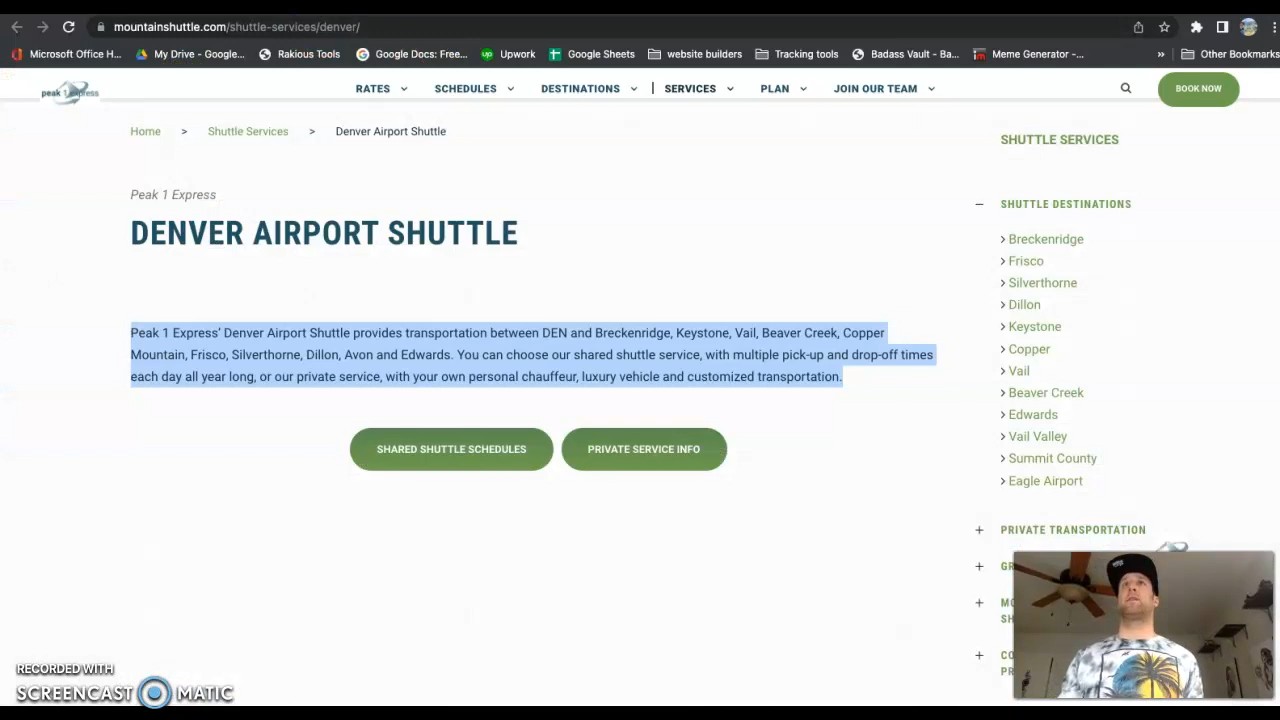 mountainshuttle.com/shuttle-services/denver/
Microsoft Office H...
My Drive - Google...
Rakious Tools
Google Docs: Free...
Upwork
Google Sheets
website builders
Tracking tools
Badass Vault - Ba...
Meme Generator -...
»
Other Bookmarks
peak 1 express
RATES
SCHEDULES
DESTINATIONS
SERVICES
PLAN
JOIN OUR TEAM
BOOK NOW
Home > Shuttle Services > Denver Airport Shuttle
Peak 1 Express
DENVER AIRPORT SHUTTLE
Peak 1 Express’ Denver Airport Shuttle provides transportation between DEN and Breckenridge, Keystone, Vail, Beaver Creek, Copper
Mountain, Frisco, Silverthorne, Dillon, Avon and Edwards. You can choose our shared shuttle service, with multiple pick-up and drop-off times
each day all year long, or our private service, with your own personal chauffeur, luxury vehicle and customized transportation.
SHARED SHUTTLE SCHEDULES
PRIVATE SERVICE INFO
SHUTTLE SERVICES
SHUTTLE DESTINATIONS
Breckenridge
Frisco
Silverthorne
Dillon
Keystone
Copper
Vail
Beaver Creek
Edwards
Vail Valley
Summit County
Eagle Airport
PRIVATE TRANSPORTATION
RECORDED WITH
SCREENCAST MATIC